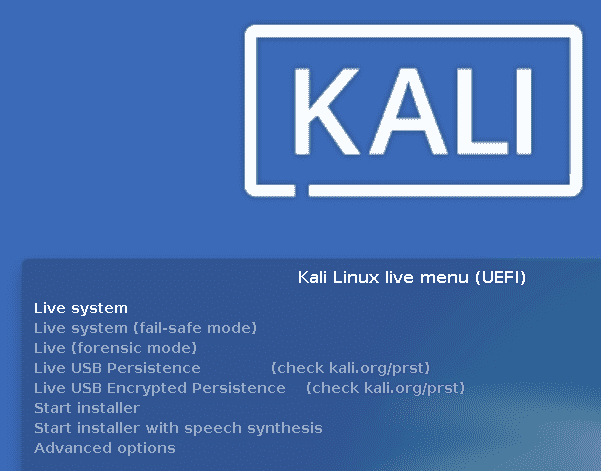 KALI
Kali Linux live menu (UEFI)
Live system
Live system (fail-safe mode)
Live (forensic mode)
Live USB Persistence (check kali.org/prst)
Live USB Encrypted Persistence (check kali.org/prst)
Start installer
Start installer with speech synthesis
Advanced options